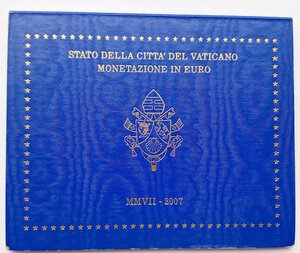 STATO DELLA CITTA' DEL VATICANO
MONETAZIONE IN EURO
MMVII - 2007